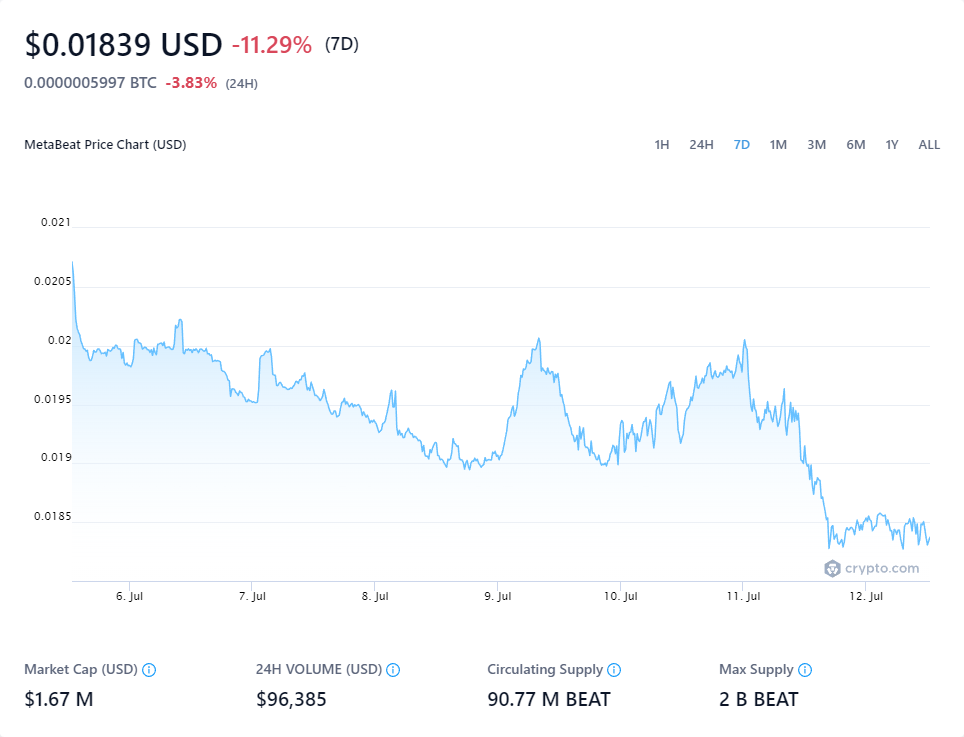 $0.01839 USD -11.29% (7D)
0.0000005997 BTC -3.83% (24H)
MetaBeat Price Chart (USD) 1H 24H 7D 1M 3M 6M 1Y ALL
0.021
0.0205
0.02
0.0195
0.019
0.0185
crypto.com
6. Jul 7. Jul 8. Jul 9. Jul 10. Jul 11. Jul 12. Jul
Market Cap (USD) 24H VOLUME (USD) Circulating Supply Max Supply
$1.67 M $96,385 90.77 M BEAT 2 B BEAT